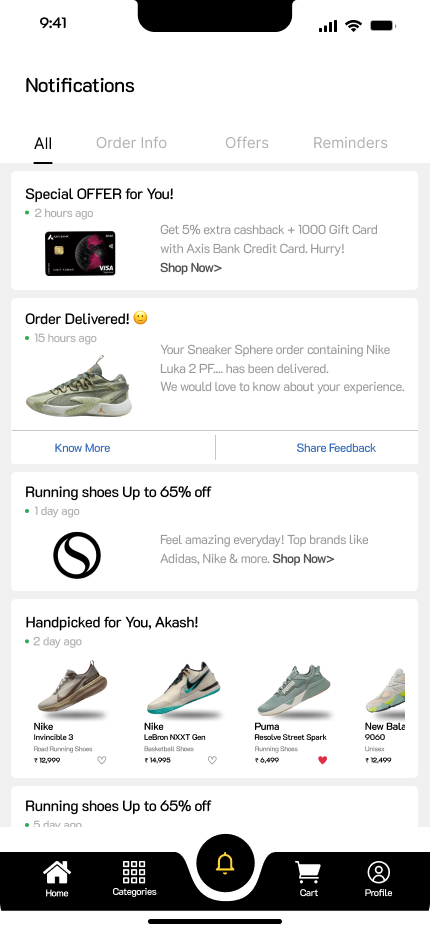 9:41
Notifications
All Order Info Offers Reminders
Special OFFER for You!
2 hours ago
Get 5% extra cashback + 1000 Gift Card
with Axis Bank Credit Card. Hurry!
Shop Now>
AXIS BANK
VISA
Order Delivered! 🙂
15 hours ago
Your Sneaker Sphere order containing Nike
Luka 2 PF.... has been delivered.
We would love to know about your experience.
Know More Share Feedback
Running shoes Up to 65% off
1 day ago
Feel amazing everyday! Top brands like
Adidas, Nike & more. Shop Now>
Handpicked for You, Akash!
2 day ago
Nike Nike Puma New Bala
Invincible 3 LeBron NXXT Gen Resolve Street Spark 9060
Road Running Shoes Basketball Shoes Running Shoes Unisex
₹ 12,999 ₹ 14,995 ₹ 6,499 ₹ 12,499
Running shoes Up to 65% off
5 day ago
Home Categories Cart Profile